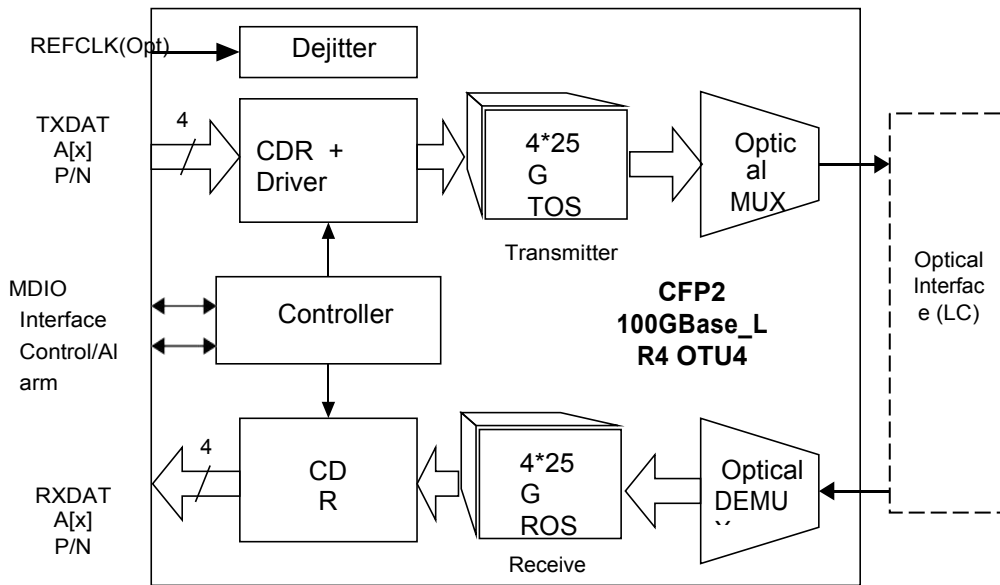 REFCLK(Opt)
Dejitter
TXDAT
A[x]
P/N
4
CDR +
Driver
4*25
G
TOS
Optic
al
MUX
Transmitter
MDIO
Interface
Control/Al
arm
Controller
CFP2
100GBase_L
R4 OTU4
Optical
Interfac
e (LC)
RXDAT
A[x]
P/N
4
CD
R
4*25
G
ROS
Optical
DEMU
Receive